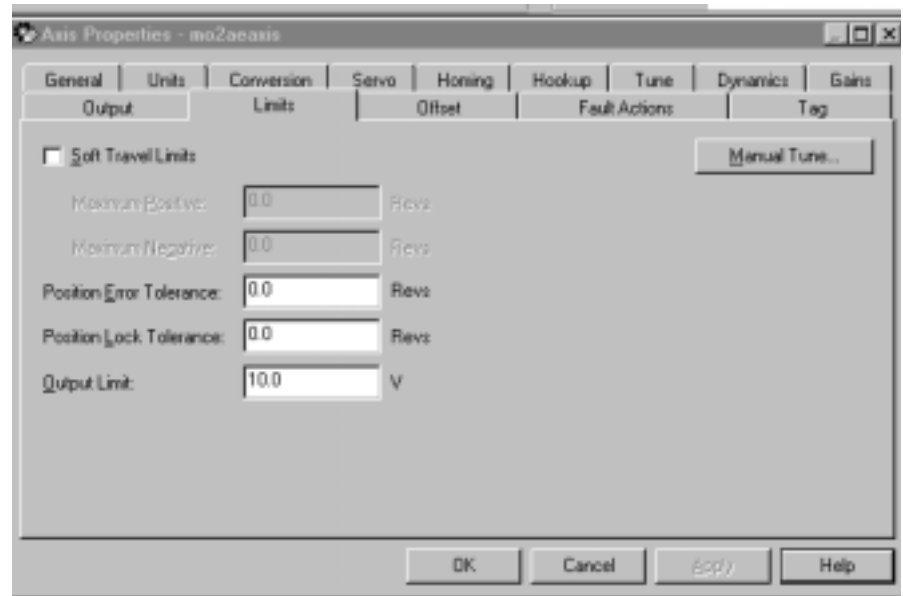 Axis Properties - mo2aeaxis
General Units Conversion Servo Homing Hookup Tune Dynamics Gains
Output Limits Offset Fault Actions Tag
Soft Travel Limits Manual Tune...
Maximum Positive: 0.0 Revs
Maximum Negative: 0.0 Revs
Position Error Tolerance: 0.0 Revs
Position Lock Tolerance: 0.0 Revs
Output Limit: 10.0 V
OK Cancel Apply Help